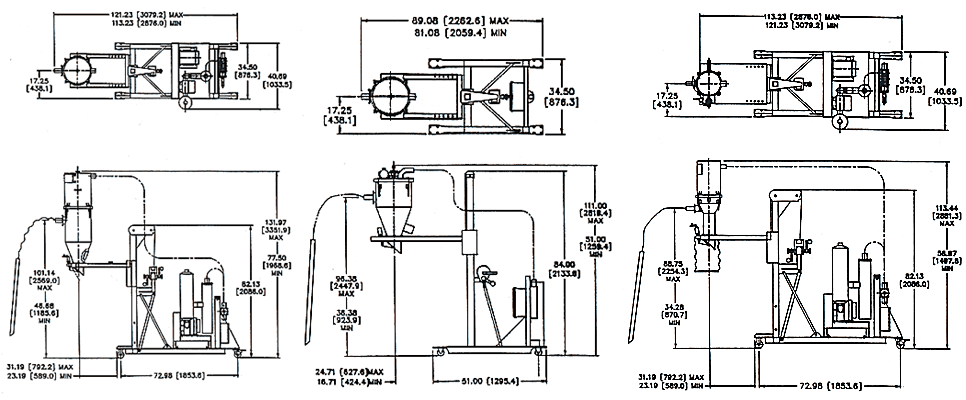 121.23 [3079.2] MAX
113.23 [2876.0] MIN
34.50
[876.3]
40.69
[1033.5]
17.25
[438.1]
131.97
[3351.9]
MAX
77.50
[1968.6]
MIN
101.14
[2569.0]
MAX
46.68
[1185.6]
MIN
82.13
[2086.0]
31.19 [792.2] MAX
23.19 [589.0] MIN
72.98 [1853.6]
89.08 [2262.6] MAX
81.08 [2059.4] MIN
34.50
[876.3]
17.25
[438.1]
111.00
[2819.4]
MAX
51.00
[1259.4]
MIN
96.38
[2447.9]
MAX
36.38
[923.9]
MIN
84.00
[2133.6]
24.71 [627.6] MAX
16.71 [424.4] MIN
51.00 [1295.4]
113.23 [2876.0] MAX
121.23 [3079.2] MIN
34.50
[876.3]
40.69
[1033.5]
17.25
[438.1]
113.44
[2881.3]
MAX
[1497.8]
MIN
88.75
[2254.3]
MAX
34.28
[870.7]
MIN
82.13
[2086.0]
31.19 [792.2] MAX
23.19 [589.0] MIN
72.98 [1853.6]